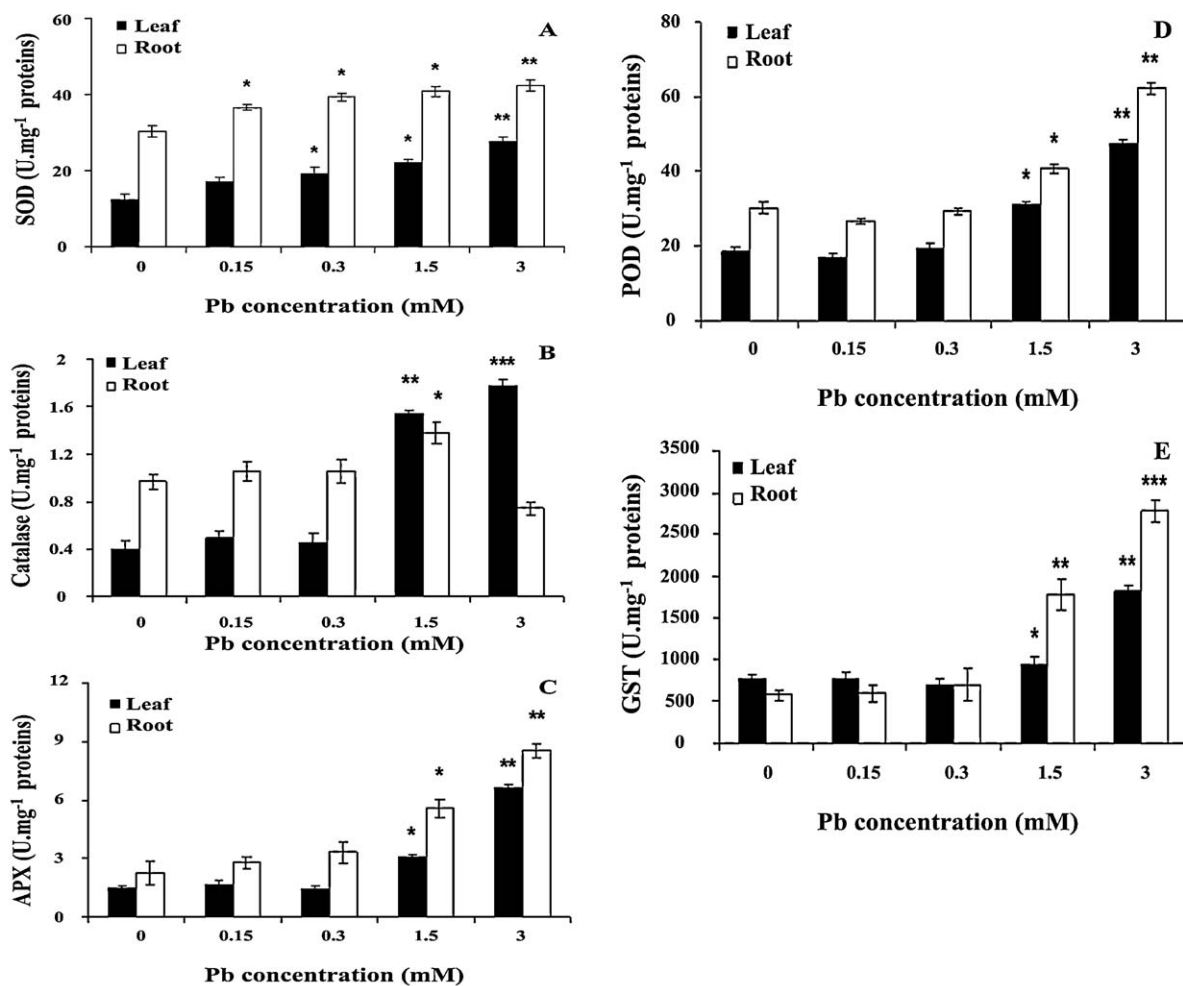 A
Leaf
Root
SOD (U.mg⁻¹ proteins)
60
40
20
0
* * * **
* * **
0 0.15 0.3 1.5 3
Pb concentration (mM)
B
Leaf
Root
Catalase (U.mg⁻¹ proteins)
2
1.6
1.2
0.8
0.4
0
** * ***
0 0.15 0.3 1.5 3
Pb concentration (mM)
C
Leaf
Root
APX (U.mg⁻¹ proteins)
12
9
6
3
0
* * ** **
0 0.15 0.3 1.5 3
Pb concentration (mM)
D
Leaf
Root
POD (U.mg⁻¹ proteins)
80
60
40
20
0
* * ** **
0 0.15 0.3 1.5 3
Pb concentration (mM)
E
Leaf
Root
GST (U.mg⁻¹ proteins)
3500
3000
2500
2000
1500
1000
500
0
* ** ** ***
0 0.15 0.3 1.5 3
Pb concentration (mM)